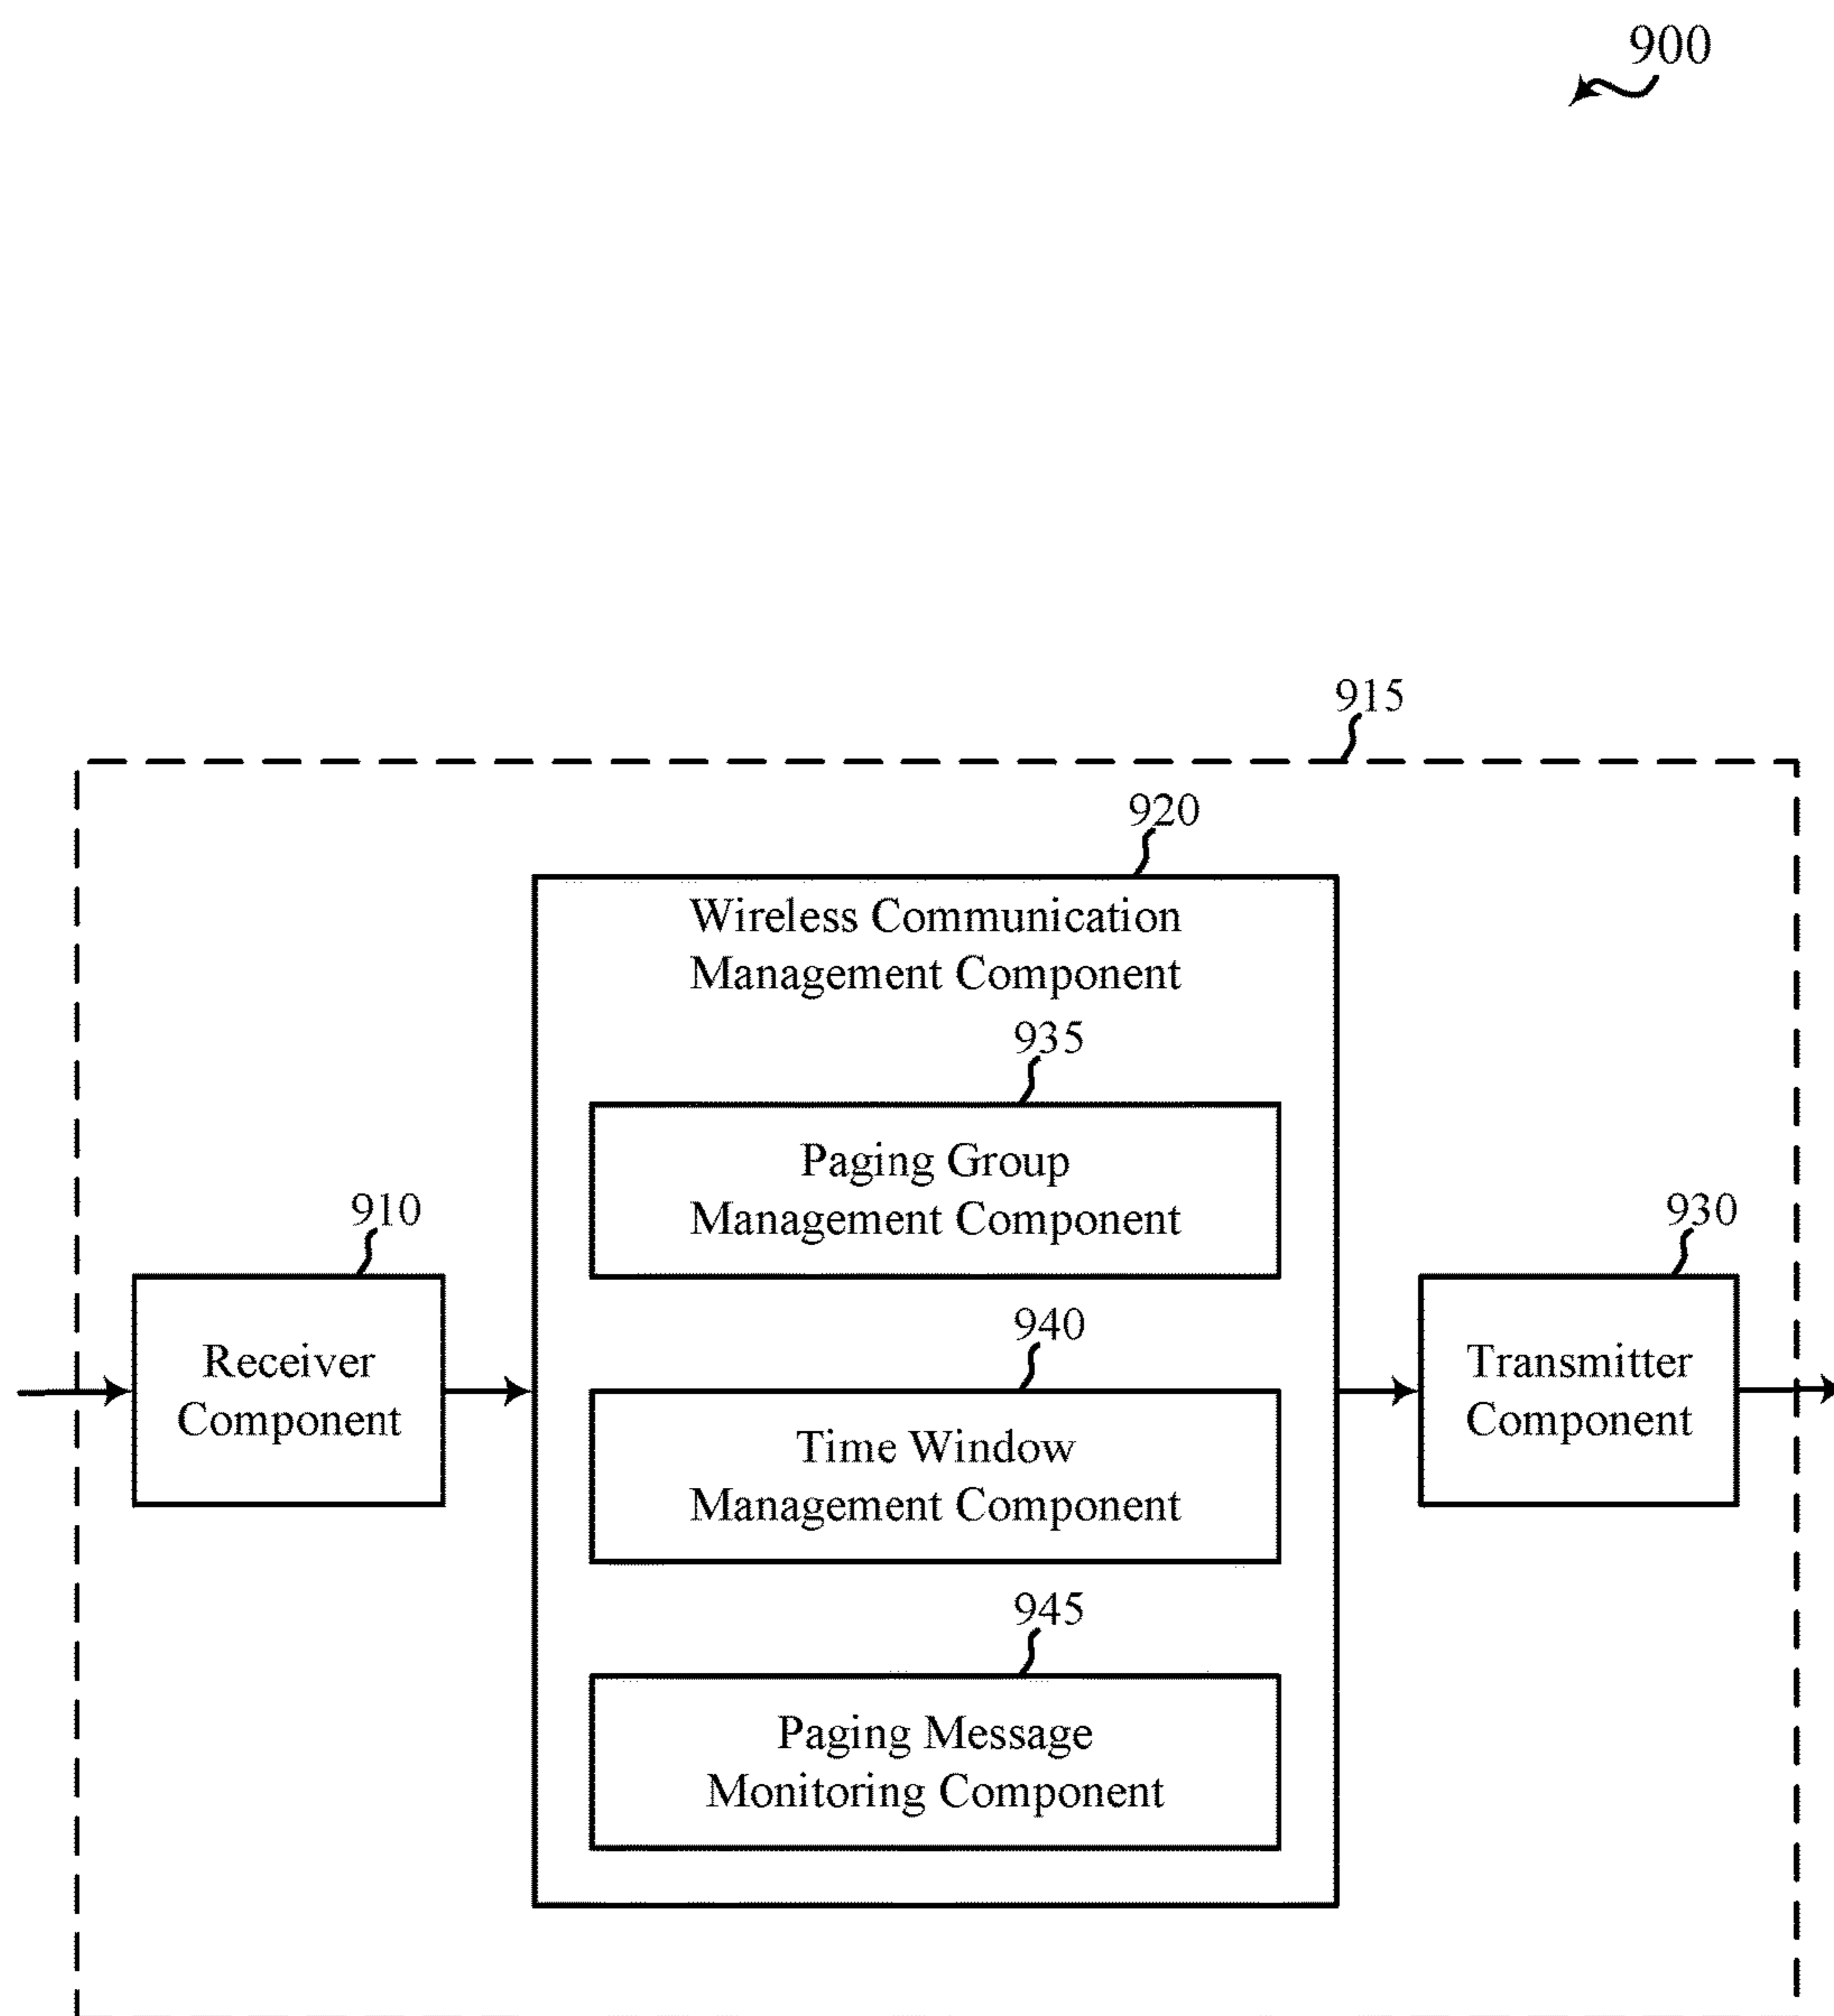 900
915
920
Wireless Communication
Management Component
935
Paging Group
Management Component
910
930
Receiver
Component
940
Time Window
Management Component
Transmitter
Component
945
Paging Message
Monitoring Component